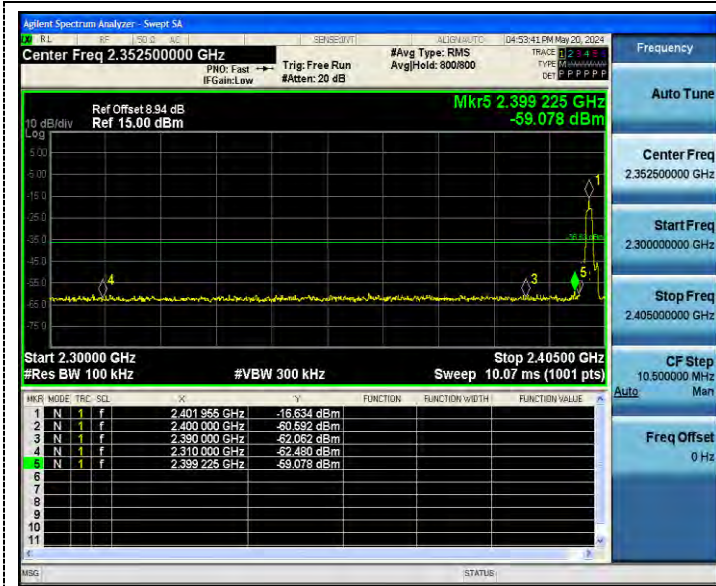 Agilent Spectrum Analyzer - Swept SA
RL RF 50 Ω AC SENSE:INT ALIGN AUTO 04:53:41 PM May 20, 2024
Center Freq 2.352500000 GHz
PNO: Fast
IFGain:Low
Trig: Free Run
#Atten: 20 dB
#Avg Type: RMS
Avg|Hold: 800/800
TRACE 1 2 3 4 5 6
TYPE M
DET P P P P P P
Ref Offset 8.94 dB
Ref 15.00 dBm
10 dB/div
Log
Mkr5 2.399 225 GHz
-59.078 dBm
5.00
-5.00
-15.0
-25.0
-35.0
-45.0
-55.0
-65.0
-75.0
1
4
3
5
Start 2.30000 GHz
Stop 2.40500 GHz
#Res BW 100 kHz
#VBW 300 kHz
Sweep 10.07 ms (1001 pts)
MKR MODE TRC SCL X Y FUNCTION FUNCTION WIDTH FUNCTION VALUE
1 N 1 f 2.401 955 GHz -16.634 dBm
2 N 1 f 2.400 000 GHz -60.592 dBm
3 N 1 f 2.390 000 GHz -62.062 dBm
4 N 1 f 2.310 000 GHz -62.480 dBm
5 N 1 f 2.399 225 GHz -59.078 dBm
6
7
8
9
10
11
MSG
STATUS
Frequency
Auto Tune
Center Freq
2.352500000 GHz
Start Freq
2.300000000 GHz
Stop Freq
2.405000000 GHz
CF Step
10.500000 MHz
Auto Man
Freq Offset
0 Hz